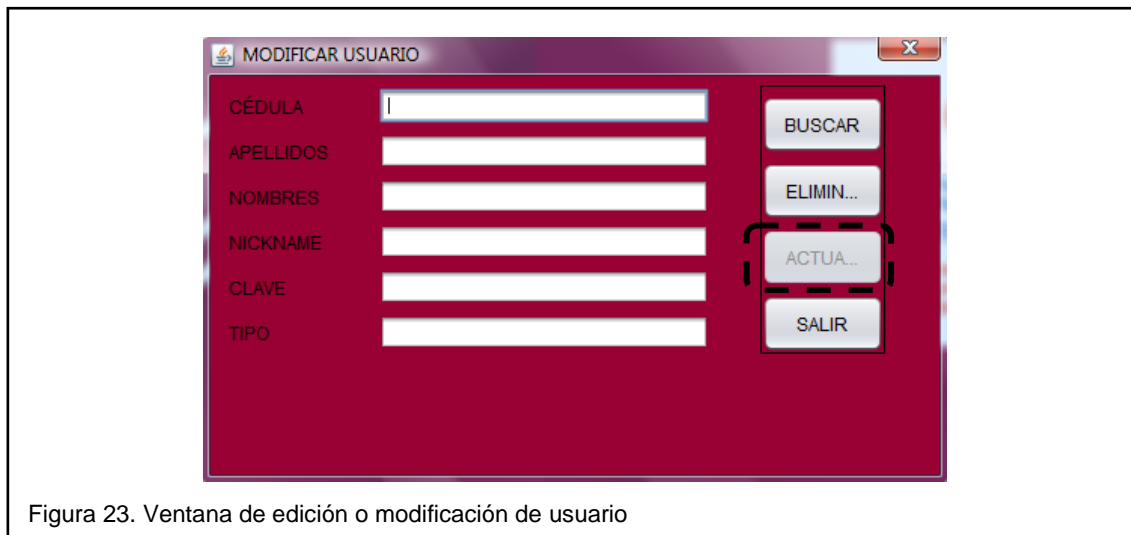 MODIFICAR USUARIO
CÉDULA
APELLIDOS
NOMBRES
NICKNAME
CLAVE
TIPO
BUSCAR
ELIMIN...
ACTUA...
SALIR
Figura 23. Ventana de edición o modificación de usuario